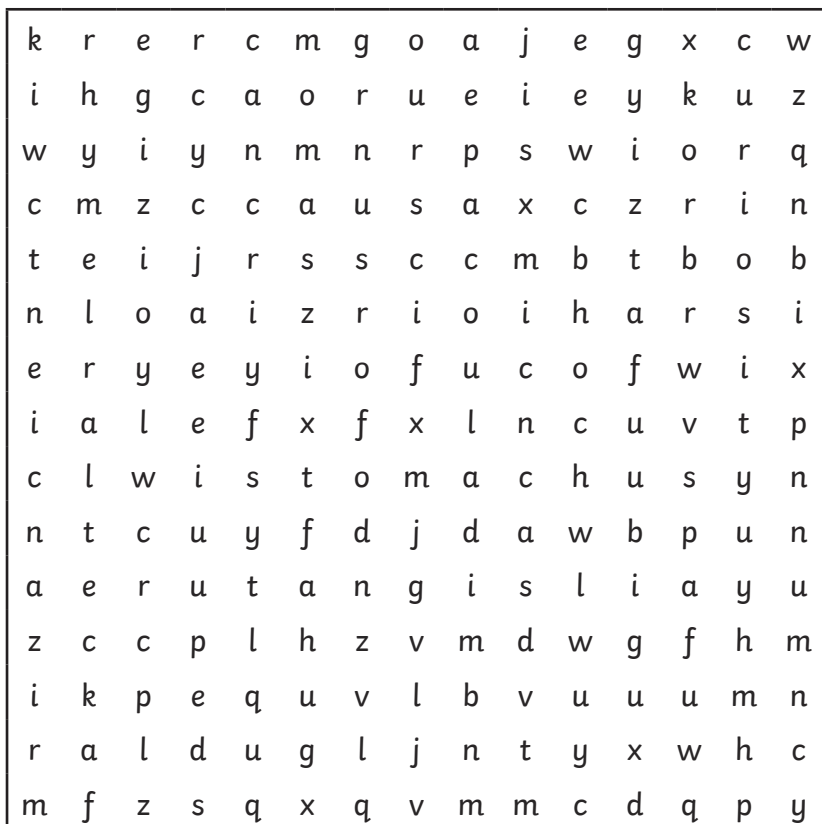 k r e r c m g o a j e g x c w
i h g c a o r u e i e y k u z
w y i y n m n r p s w i o r q
c m z c c a u s a x c z r i n
t e i j r s s c c m b t b o b
n l o a i z r i o i h a r s i
e r y e y i o f u c o f w i x
i a l e f x f x l n c u v t p
c l w i s t o m a c h u s y n
n t c u y f d j d a w b p u n
a e r u t a n g i s l i a y u
z c c p l h z v m d w g f h m
i k p e q u v l b v u u u m n
r a l d u g l j n t y x w h c
m f z s q x q v m m c d q p y